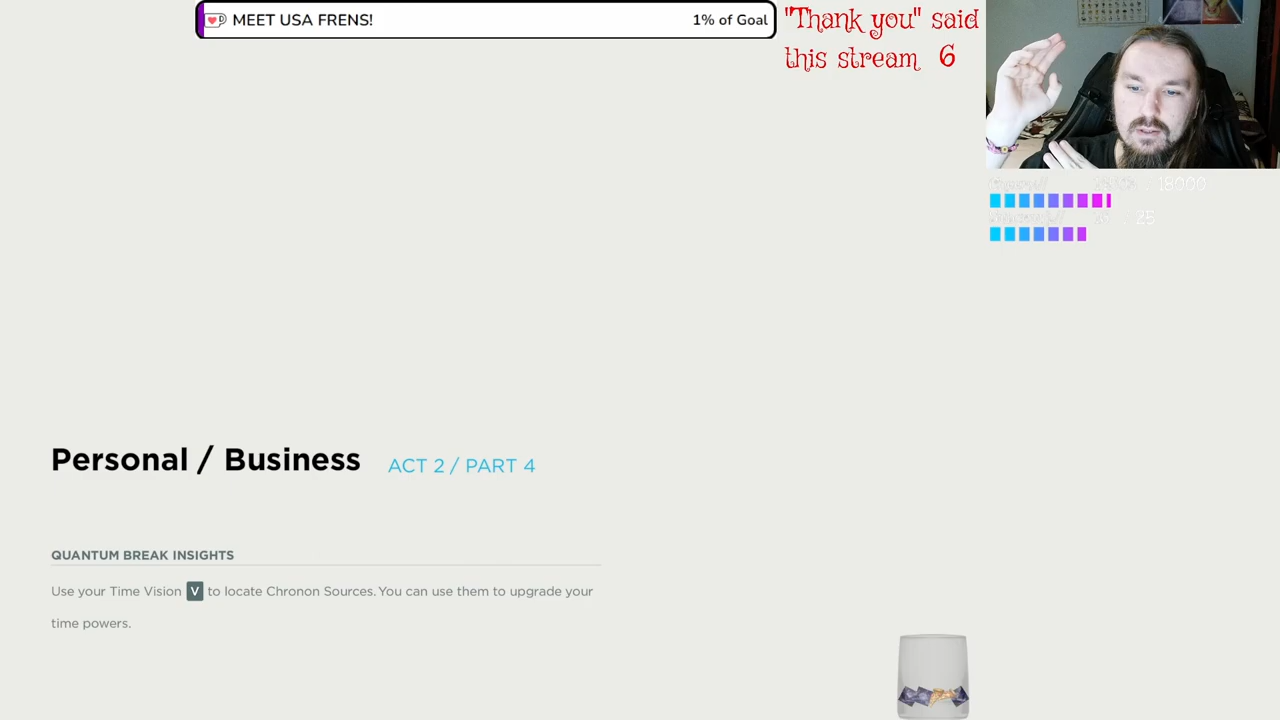 MEET USA FRENS!
1% of Goal
"Thank you" said
this stream 6
18000
25
Personal / Business
ACT 2 / PART 4
QUANTUM BREAK INSIGHTS
Use your Time Vision V to locate Chronon Sources. You can use them to upgrade your
time powers.